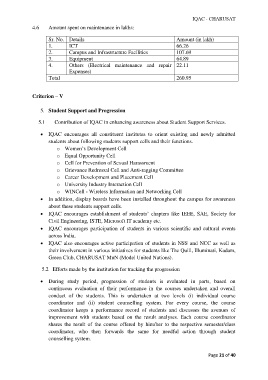 IQAC - CHARUSAT
4.6 Amount spent on maintenance in lakhs:
Sr. No. Details Amount (in lakh)
1. ICT 66.26
2. Campus and Infrastructure Facilities 107.69
3. Equipment 64.89
4. Others (Electrical maintenance and repair 22.11
Expenses)
Total 260.95
Criterion – V
5. Student Support and Progression
5.1 Contribution of IQAC in enhancing awareness about Student Support Services.
• IQAC encourages all constituent institutes to orient existing and newly admitted
students about following students support cells and their functions.
o Women's Development Cell
o Equal Opportunity Cell
o Cell for Prevention of Sexual Harassment
o Grievance Redressal Cell and Anti-ragging Committee
o Career Development and Placement Cell
o University Industry Interaction Cell
o WINCell – Wireless Information and Networking Cell
• In addition, display boards have been installed throughout the campus for awareness
about these students support cells.
• IQAC encourages establishment of students' chapters like IEEE, SAE, Society for
Civil Engineering, ISTE, Microsoft IT academy etc.
• IQAC encourages participation of students in various scientific and cultural events
across India.
• IQAC also encourages active participation of students in NSS and NCC as well as
their involvement in various initiatives for students like The Quill, Illuminati, Kadam,
Green Club, CHARUSAT MuN (Model United Nations).
5.2 Efforts made by the institution for tracking the progression
• During study period, progression of students is evaluated in parts, based on
continuous evaluation of their performance in the courses undertaken and overall
conduct of the students. This is undertaken at two levels (i) individual course
coordinator and (ii) student counselling system. For every course, the course
coordinator keeps a performance record of students and discusses the avenues of
improvement with students based on the result analyses. Each course coordinator
shares the result of the course offered by him/her to the respective semester/class
coordinator, who then forwards the same for needful action through student
counselling system.
Page 21 of 40